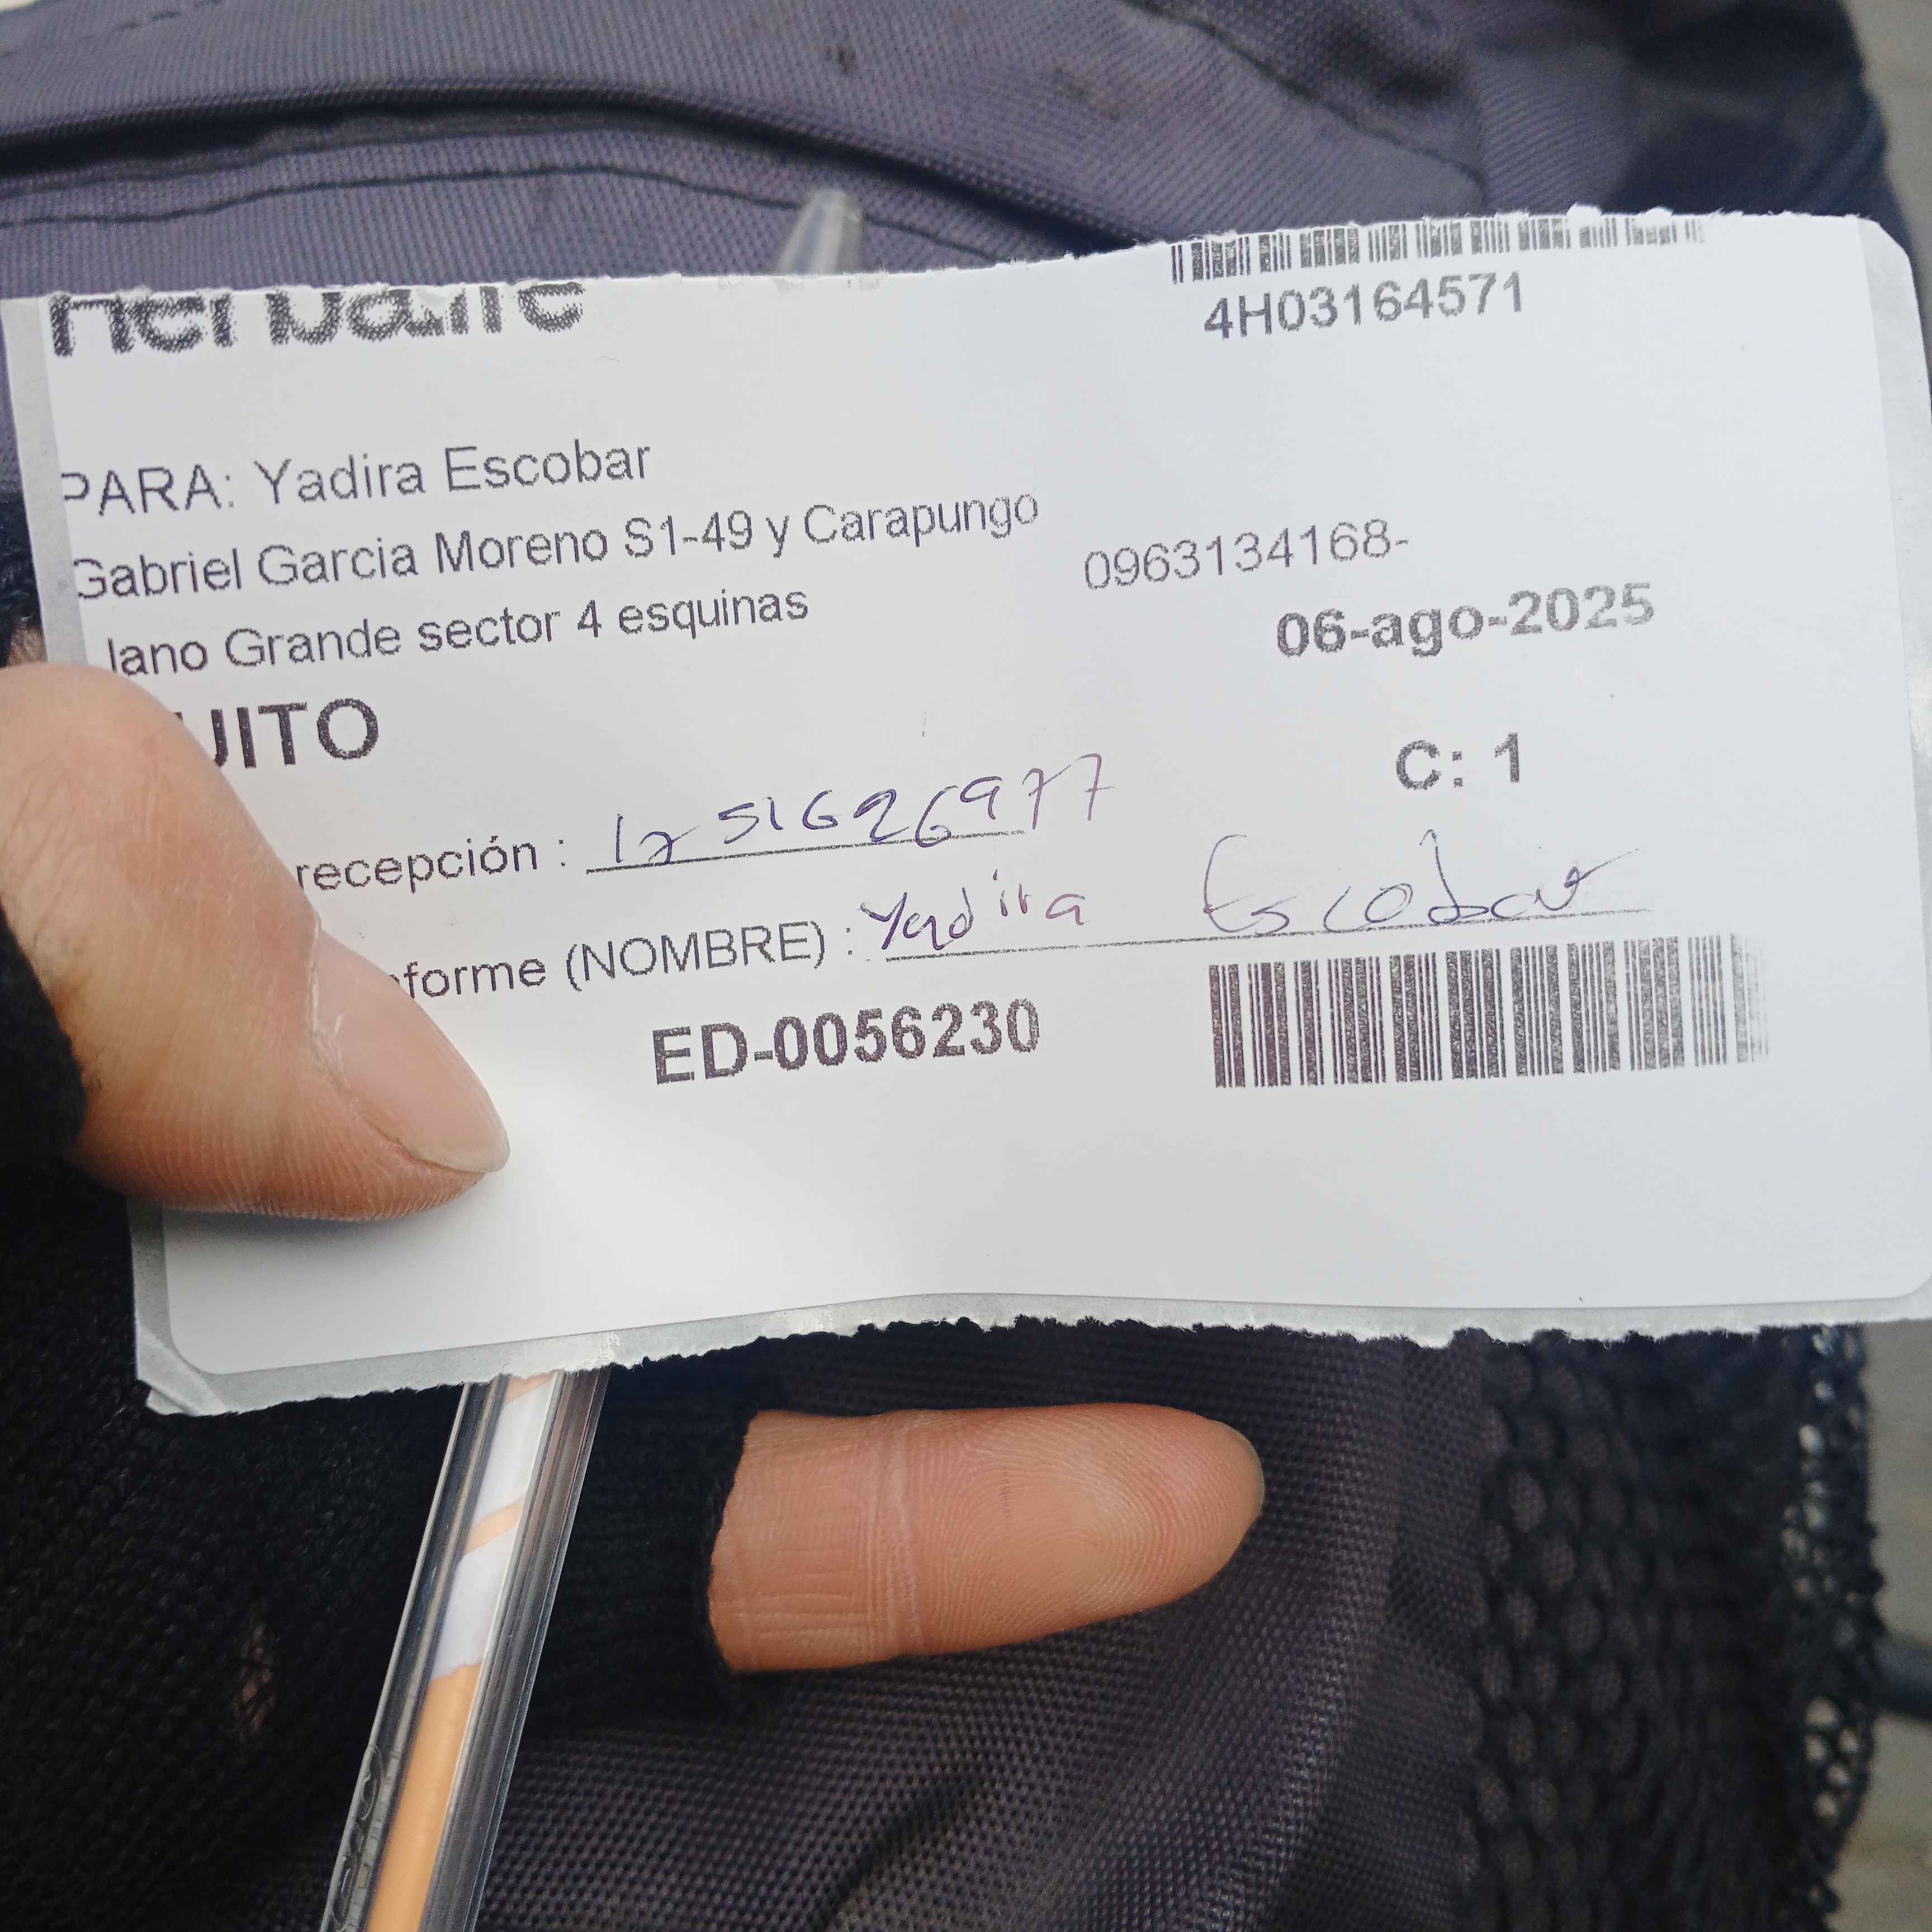 4H03164571
PARA: Yadira Escobar
Gabriel Garcia Moreno S1-49 y Carapungo
0963134168-
lano Grande sector 4 esquinas
06-ago-2025
UITO
C: 1
recepción : 1751626977
forme (NOMBRE) : Yadira Escobar
ED-0056230